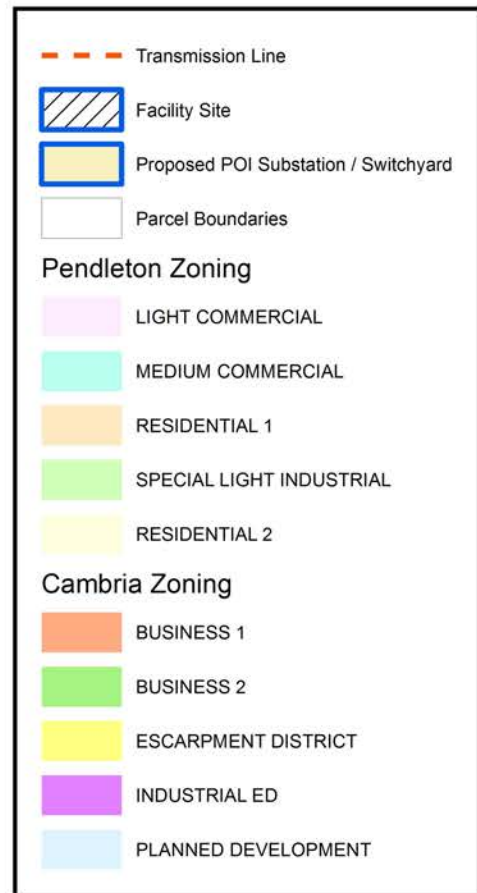 Transmission Line
Facility Site
Proposed POI Substation / Switchyard
Parcel Boundaries
Pendleton Zoning
LIGHT COMMERCIAL
MEDIUM COMMERCIAL
RESIDENTIAL 1
SPECIAL LIGHT INDUSTRIAL
RESIDENTIAL 2
Cambria Zoning
BUSINESS 1
BUSINESS 2
ESCARPMENT DISTRICT
INDUSTRIAL ED
PLANNED DEVELOPMENT